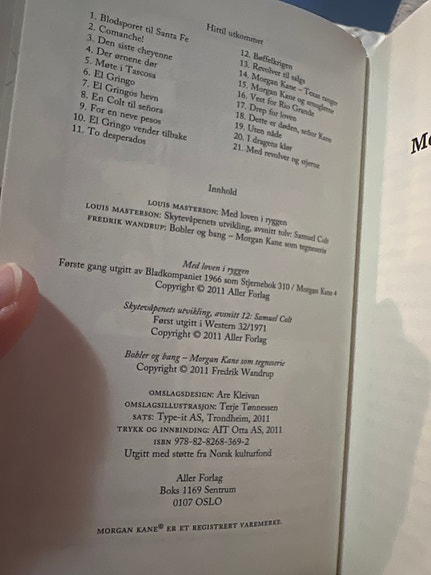 Hittil utkommet
1. Blodsporet til Santa Fe
2. Comanche!
3. Den siste cheyenne
4. Der ørnene dør
5. Møte i Tascosa
6. El Gringo
7. El Gringos hevn
8. En Colt til señora
9. For en neve pesos
10. El Gringo vender tilbake
11. To desperados
12. Bøffelkrigen
13. Revolver til salgs
14. Morgan Kane – Texas ranger
15. Morgan Kane og smuglerne
16. Vest for Rio Grande
17. Drep for loven
18. Dette er døden, señor Kane
19. Uten nåde
20. I dragens klør
21. Med revolver og stjerne
Innhold
LOUIS MASTERSON: Med loven i ryggen
LOUIS MASTERSON: Skytevåpenets utvikling, avsnitt tolv: Samuel Colt
FREDRIK WANDRUP: Bobler og bang – Morgan Kane som tegneserie
Med loven i ryggen
Første gang utgitt av Bladkompaniet 1966 som Stjernebok 310 / Morgan Kane 4
Copyright © 2011 Aller Forlag
Skytevåpenets utvikling, avsnitt 12: Samuel Colt
Først utgitt i Western 32/1971
Copyright © 2011 Aller Forlag
Bobler og bang – Morgan Kane som tegneserie
Copyright © 2011 Fredrik Wandrup
OMSLAGSDESIGN: Are Kleivan
OMSLAGSILLUSTRASJON: Terje Tønnessen
SATS: Type-it AS, Trondheim, 2011
TRYKK OG INNBINDING: AIT Otta AS, 2011
ISBN 978-82-8268-369-2
Utgitt med støtte fra Norsk kulturfond
Aller Forlag
Boks 1169 Sentrum
0107 OSLO
MORGAN KANE® ER ET REGISTRERT VAREMERKE.